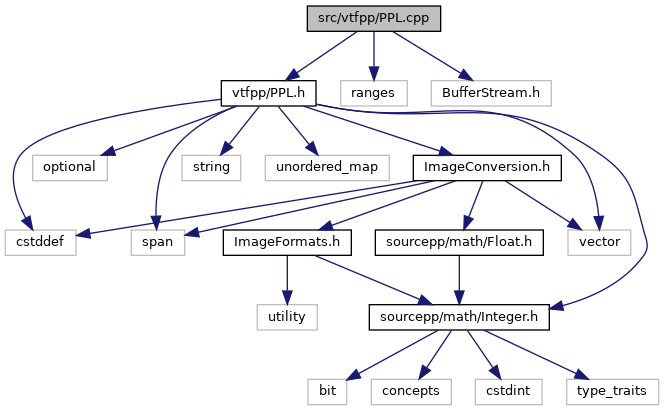 src/vtfpp/PPL.cpp
vtfpp/PPL.h
ranges
BufferStream.h
optional
string
unordered_map
ImageConversion.h
cstddef
span
ImageFormats.h
sourcepp/math/Float.h
vector
utility
sourcepp/math/Integer.h
bit
concepts
cstdint
type_traits